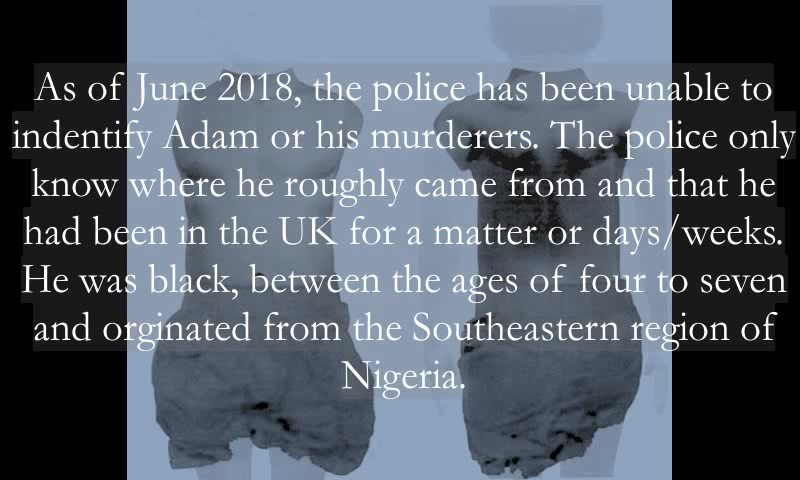 As of June 2018, the police has been unable to
indentify Adam or his murderers. The police only
know where he roughly came from and that he
had been in the UK for a matter or days/weeks.
He was black, between the ages of four to seven
and orginated from the Southeastern region of
Nigeria.